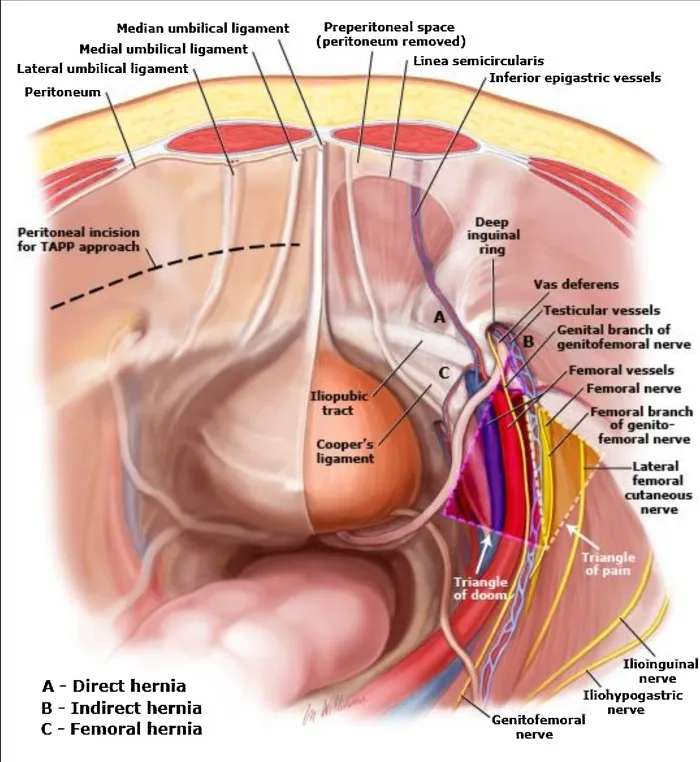 Median umbilical ligament
Medial umbilical ligament
Lateral umbilical ligament
Peritoneum
Preperitoneal space
(peritoneum removed)
Linea semicircularis
Inferior epigastric vessels
Peritoneal incision
for TAPP approach
Deep
inguinal
ring
Vas deferens
Testicular vessels
Genital branch of
genitofemoral nerve
A
B
C
Femoral vessels
Femoral nerve
Femoral branch
of genito-
femoral nerve
Iliopubic
tract
Cooper's
ligament
Lateral
femoral
cutaneous
nerve
Triangle
of doom
Triangle
of pain
Ilioinguinal
nerve
Iliohypogastric
nerve
Genitofemoral
nerve
A - Direct hernia
B - Indirect hernia
C - Femoral hernia